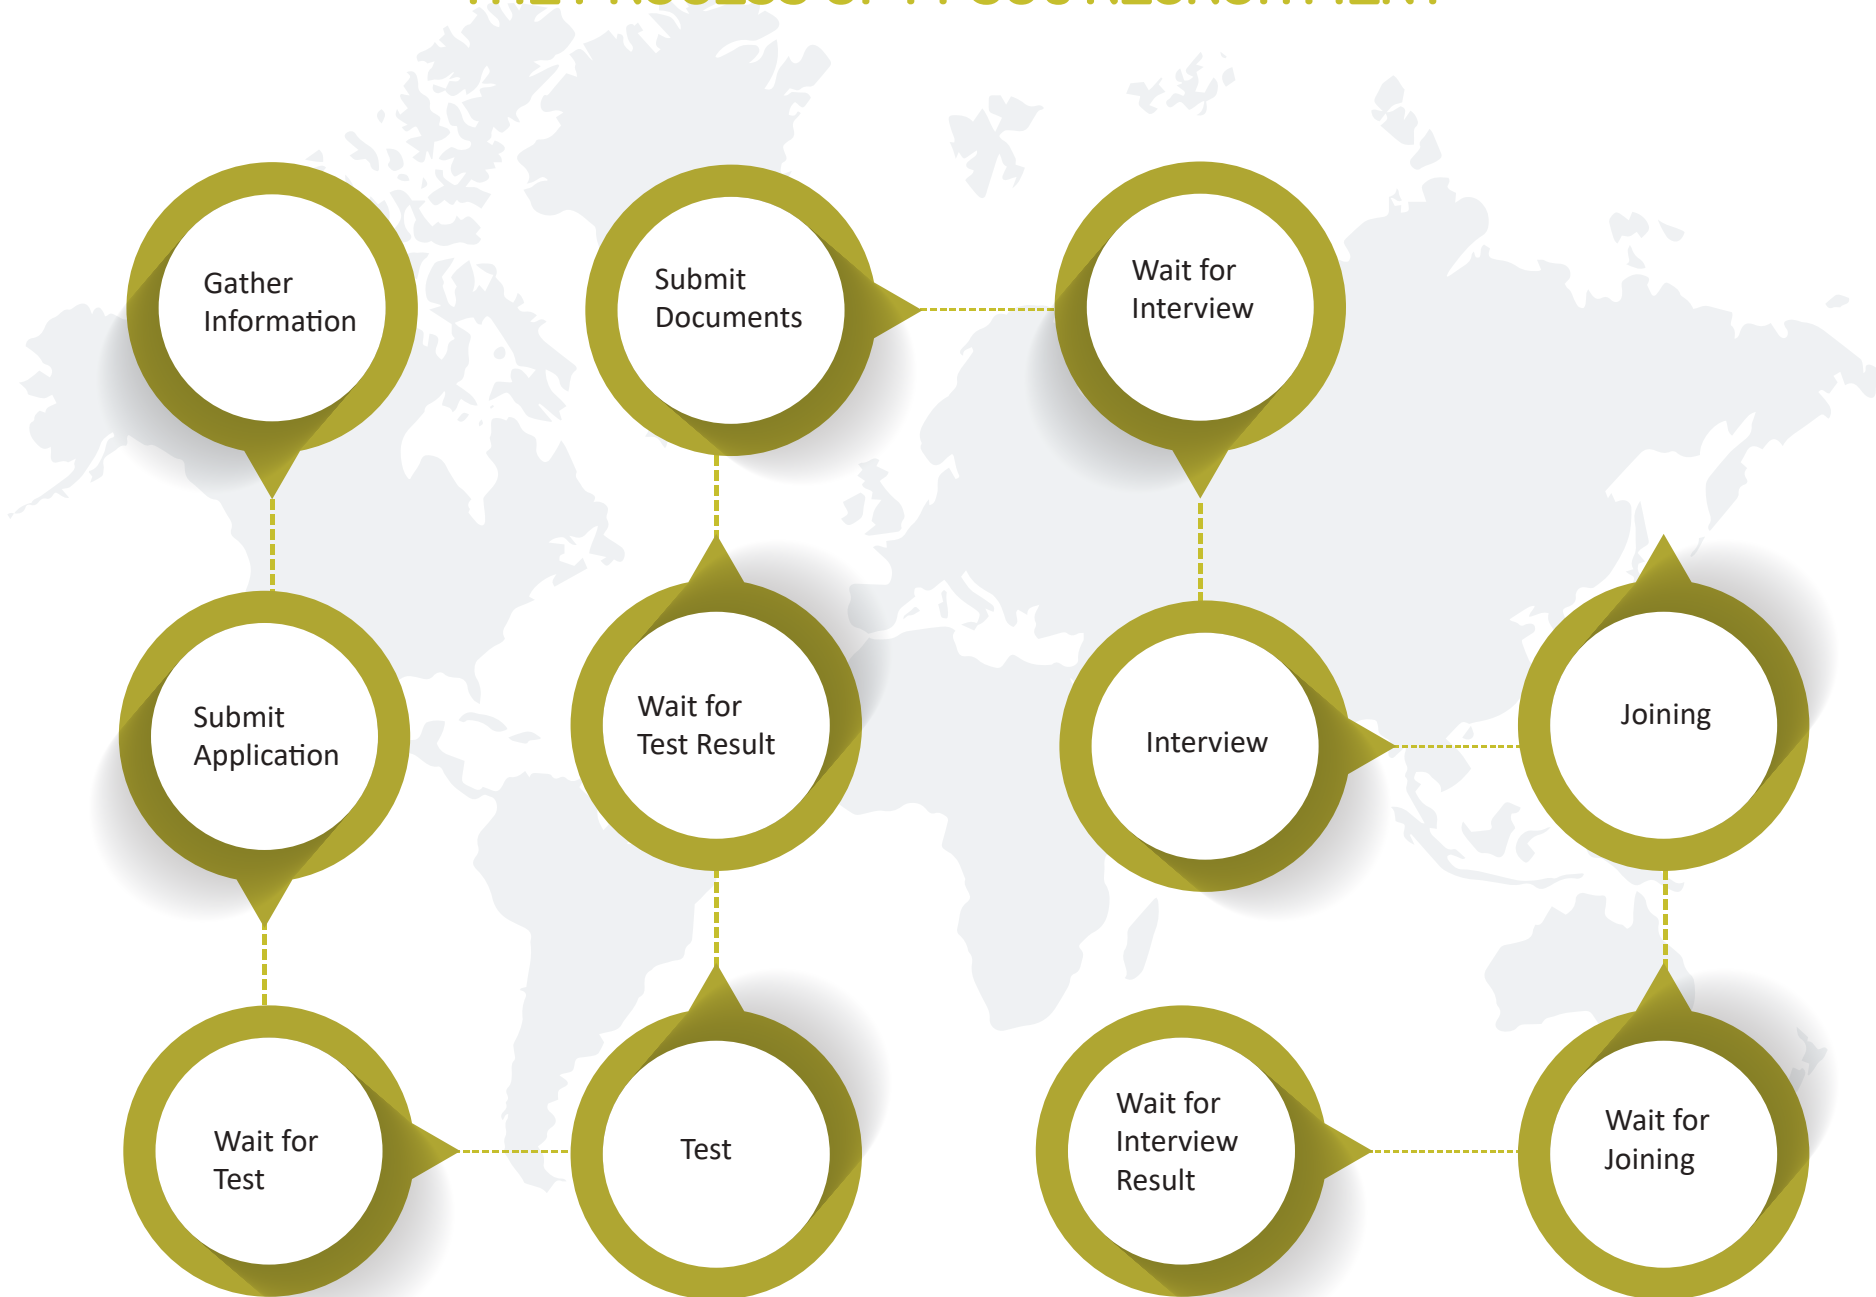 Gather
Information
Submit
Application
Wait for
Test
Test
Wait for
Test Result
Submit
Documents
Wait for
Interview
Interview
Wait for
Interview
Result
Wait for
Joining
Joining